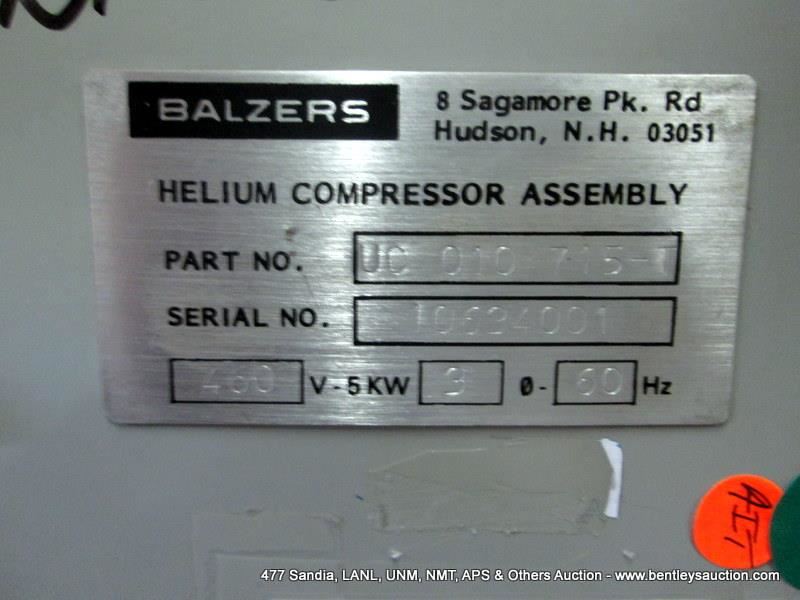 BALZERS
8 Sagamore Pk. Rd
Hudson, N.H. 03051
HELIUM COMPRESSOR ASSEMBLY
PART NO. UC 010 715-T
SERIAL NO. 10624001
460 V-5KW 3 Ø- 60 Hz
AIT
477 Sandia, LANL, UNM, NMT, APS & Others Auction - www.bentleysauction.com